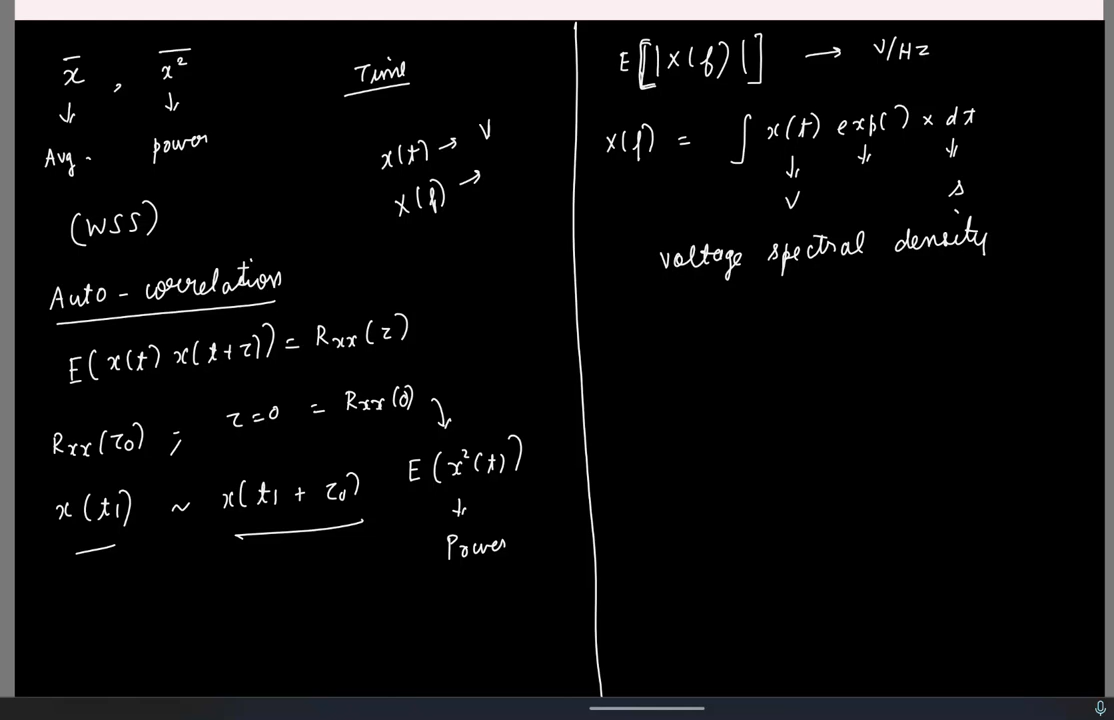 x̄ , x̄²
↓ ↓
Avg. power
Time
x(t) → V
X(f) →
(WSS)
Auto - correlation
E(x(t) x(t+τ)) = Rxx(τ)
Rxx(τ0) ; τ=0 = Rxx(0)
E(x²(t))
↓
Power
x(t1) ~ x(t1 + τ0)
E[|X(f)|] → V/Hz
X(f) = ∫ x(t) exp( ) × dt
↓ ↓ ↓
V s
voltage spectral density